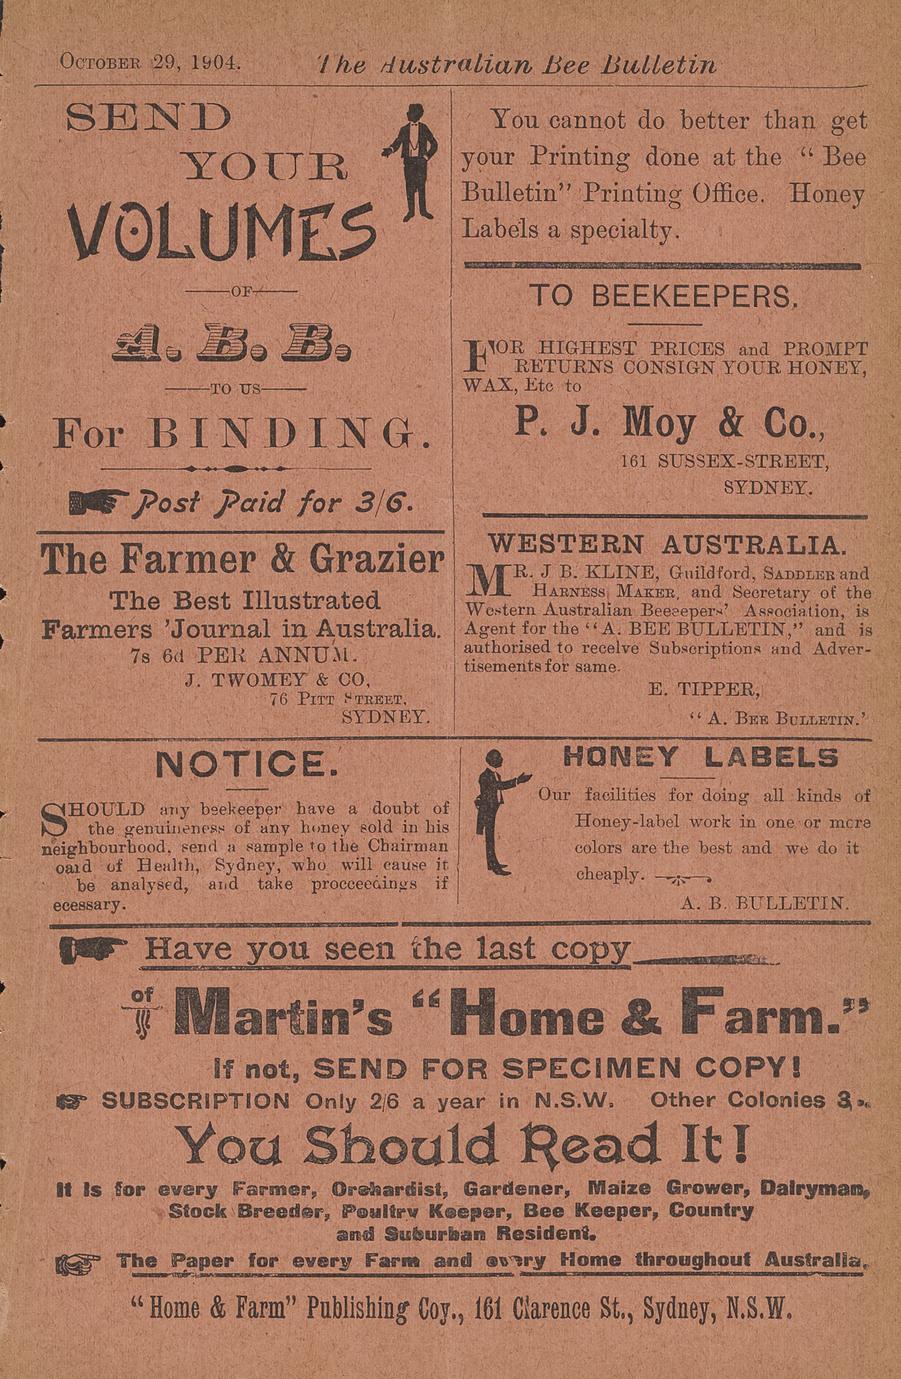 October 29, 1904. The Australian Bee Bulletin
SEND
YOUR
VOLUMES
OF
A. B. B.
TO US
For BINDING.
Post Paid for 3/6.
The Farmer & Grazier
The Best Illustrated
Farmers 'Journal in Australia.
7s 6d PER ANNUM.
J. TWOMEY & CO,
76 Pitt Street,
SYDNEY.
You cannot do better than get
your Printing done at the “ Bee
Bulletin” Printing Office. Honey
Labels a specialty.
TO BEEKEEPERS.
FOR HIGHEST PRICES and PROMPT
RETURNS CONSIGN YOUR HONEY,
WAX, Etc to
P. J. Moy & Co.,
161 SUSSEX-STREET,
SYDNEY.
WESTERN AUSTRALIA.
MR. J B. KLINE, Guildford, Saddler and
Harness Maker, and Secretary of the
Western Australian Beeeepers' Association, is
Agent for the “A. BEE BULLETIN,” and is
authorised to receive Subscriptions and Adver-
tisements for same.
E. TIPPER,
“ A. Bee Bulletin.'
NOTICE.
SHOULD any beekeeper have a doubt of
the genuineness of any honey sold in his
neighbourhood, send a sample to the Chairman
oard of Health, Sydney, who will cause it
be analysed, and take procceedings if
ecessary.
HONEY LABELS
Our facilities for doing all kinds of
Honey-label work in one or more
colors are the best and we do it
cheaply.
A. B. BULLETIN.
Have you seen the last copy
of Martin's “Home & Farm.”
If not, SEND FOR SPECIMEN COPY!
SUBSCRIPTION Only 2/6 a year in N.S.W. Other Colonies 3
You Should Read It!
It is for every Farmer, Orchardist, Gardener, Maize Grower, Dairyman,
Stock Breeder, Poultry Keeper, Bee Keeper, Country
and Suburban Resident.
The Paper for every Farm and every Home throughout Australia.
“Home & Farm” Publishing Coy., 161 Clarence St., Sydney, N.S.W.